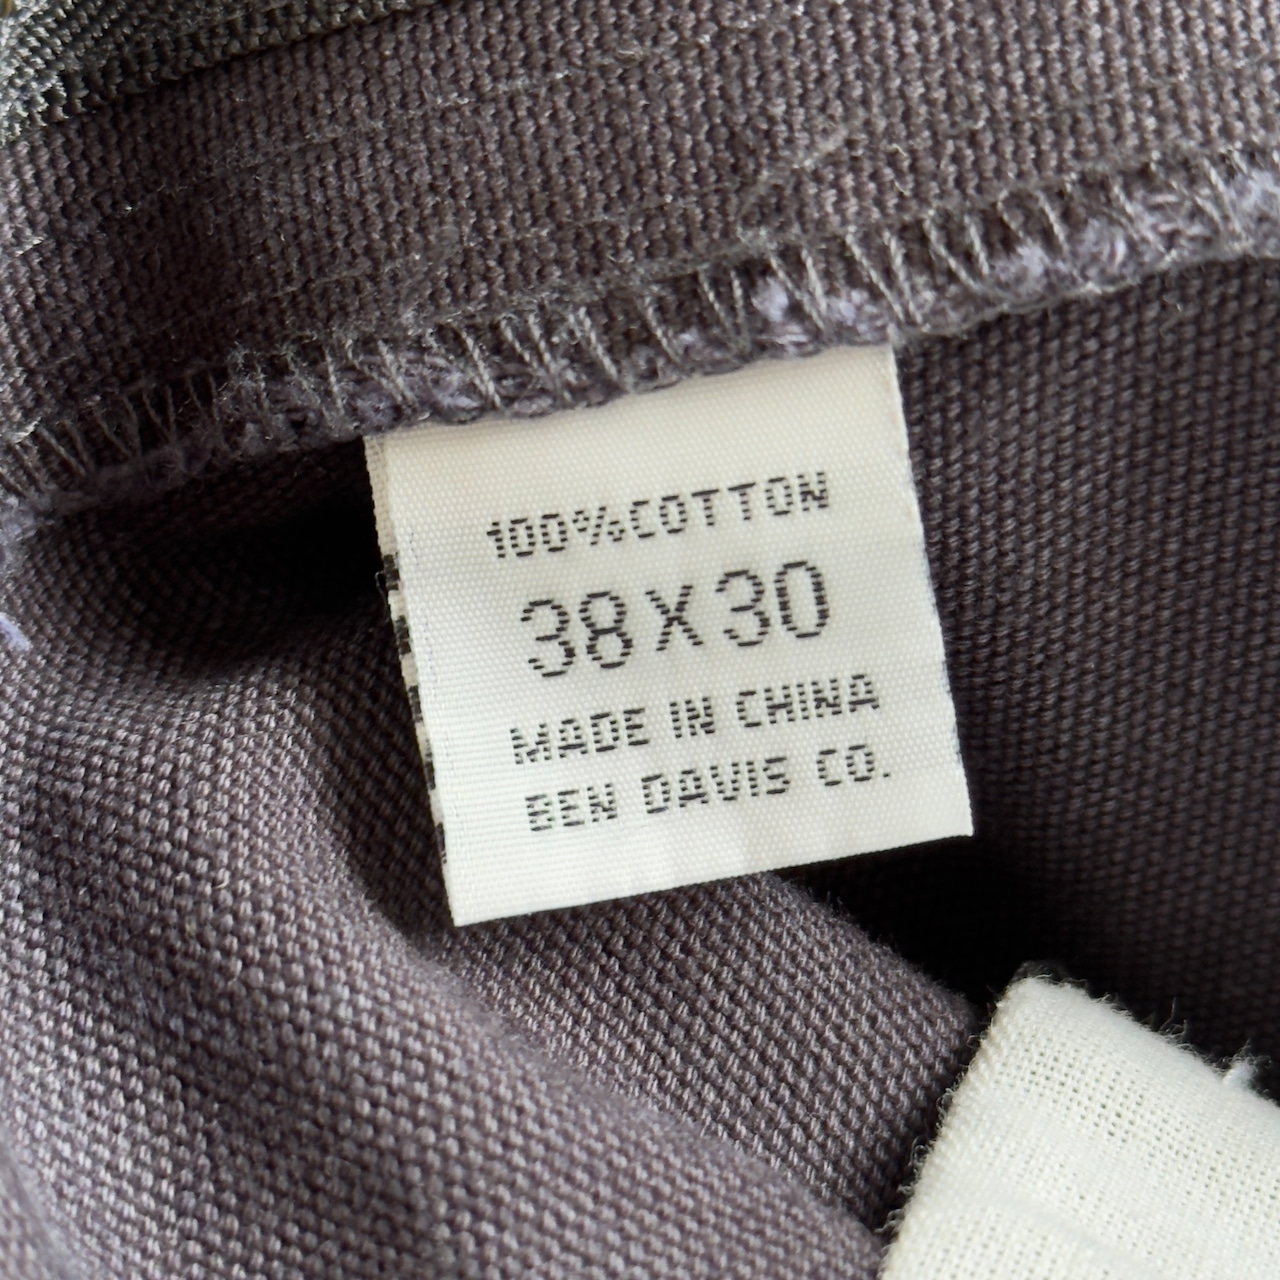 100%COTTON
38X30
MADE IN CHINA
BEN DAVIS CO.